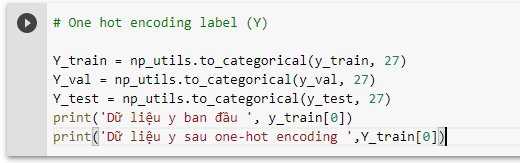 # One hot encoding label (Y)
Y_train = np_utils.to_categorical(y_train, 27)
Y_val = np_utils.to_categorical(y_val, 27)
Y_test = np_utils.to_categorical(y_test, 27)
print('Dữ liệu y ban đầu ', y_train[0])
print('Dữ liệu y sau one-hot encoding ',Y_train[0])